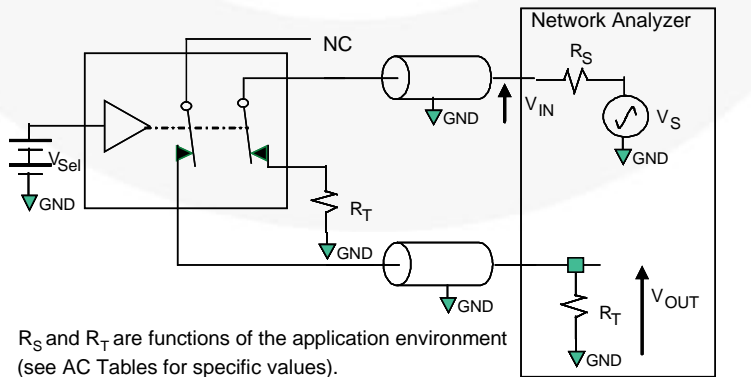 Network Analyzer
NC
R_S
GND
V_IN
V_S
GND
V_Sel
GND
R_T
GND
GND
R_T
V_OUT
GND
R_S and R_T are functions of the application environment
(see AC Tables for specific values).